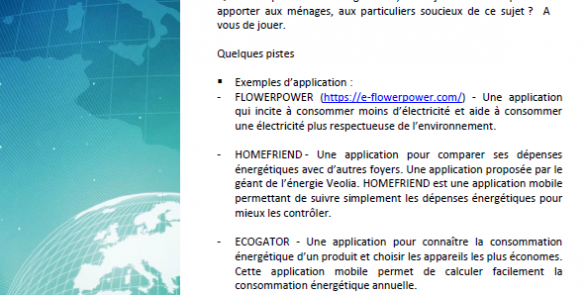 apporter aux ménages, aux particuliers soucieux de ce sujet ? A
vous de jouer.
Quelques pistes
▪ Exemples d'application :
- FLOWERPOWER (https://e-flowerpower.com/) - Une application
qui incite à consommer moins d'électricité et aide à consommer
une électricité plus respectueuse de l'environnement.
- HOMEFRIEND - Une application pour comparer ses dépenses
énergétiques avec d'autres foyers. Une application proposée par le
géant de l'énergie Veolia. HOMEFRIEND est une application mobile
permettant de suivre simplement les dépenses énergétiques pour
mieux les contrôler.
- ECOGATOR - Une application pour connaître la consommation
énergétique d'un produit et choisir les appareils les plus économes.
Cette application mobile permet de calculer facilement la
consommation énergétique annuelle.